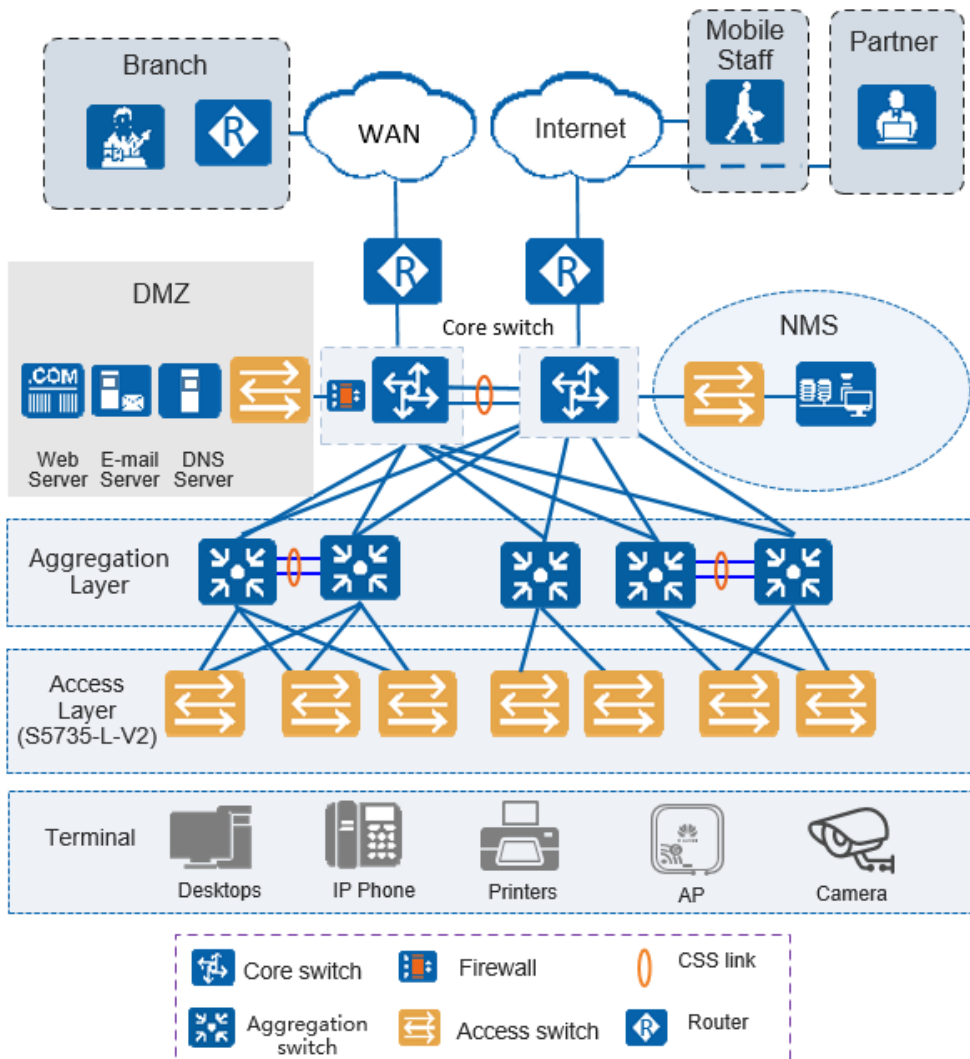 Branch
WAN
Internet
Mobile
Staff
Partner
R
R
R
DMZ
Core switch
NMS
.COM
Web
Server
E-mail
Server
DNS
Server
Aggregation
Layer
Access
Layer
(S5735-L-V2)
Terminal
Desktops
IP Phone
Printers
AP
Camera
Core switch
Firewall
CSS link
Aggregation
switch
Access switch
R
Router